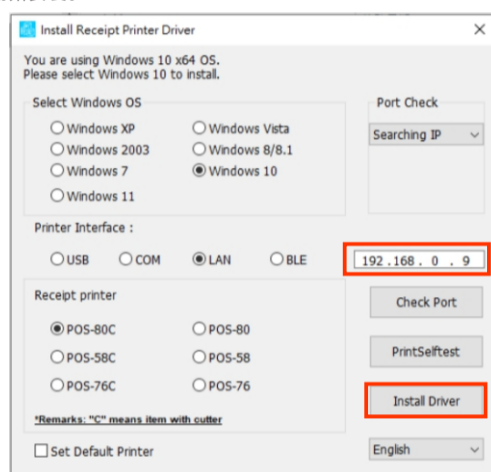 Install Receipt Printer Driver
You are using Windows 10 x64 OS.
Please select Windows 10 to install.
Select Windows OS
Port Check
Windows XP
Windows Vista
Searching IP
Windows 2003
Windows 8/8.1
Windows 7
Windows 10
Windows 11
Printer Interface :
USB
COM
LAN
BLE
192 . 168 . 0 . 9
Receipt printer
Check Port
POS-80C
POS-80
POS-58C
POS-58
PrintSelftest
POS-76C
POS-76
Install Driver
*Remarks: "C" means item with cutter
Set Default Printer
English